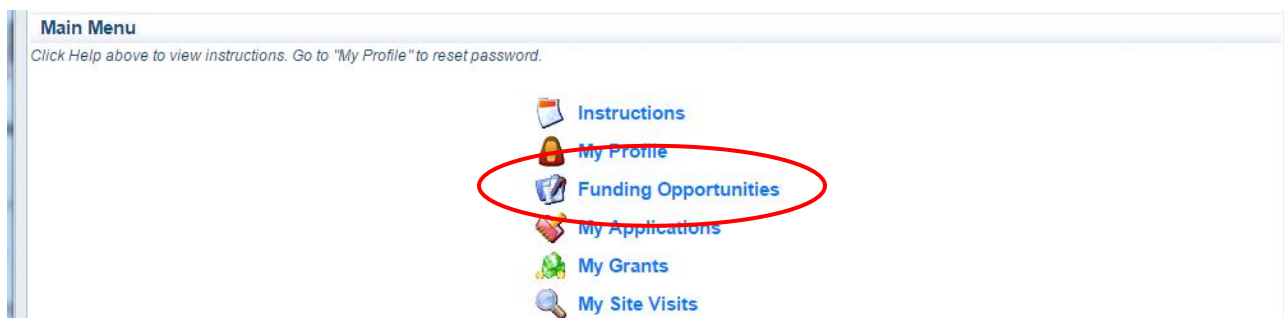 Main Menu
Click Help above to view instructions. Go to "My Profile" to reset password.
Instructions
My Profile
Funding Opportunities
My Applications
My Grants
My Site Visits